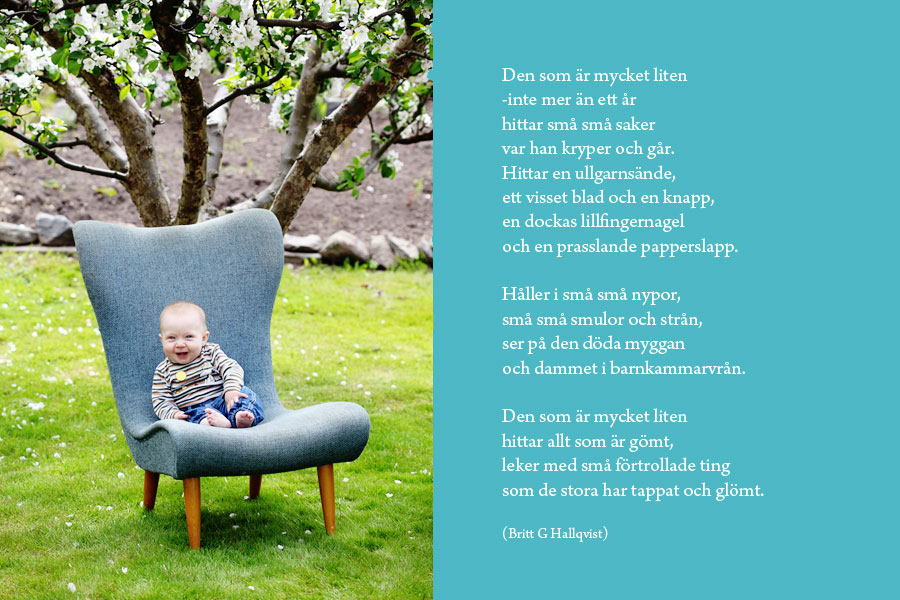 Den som är mycket liten
-inte mer än ett år
hittar små små saker
var han kryper och går.
Hittar en ullgarnsände,
ett visset blad och en knapp,
en dockas lillfingernagel
och en prasslande papperslapp.

Håller i små små nypor,
små små smulor och strån,
ser på den döda myggan
och dammet i barnkammarvrån.

Den som är mycket liten
hittar allt som är gömt,
leker med små förtrollade ting
som de stora har tappat och glömt.

(Britt G Hallqvist)